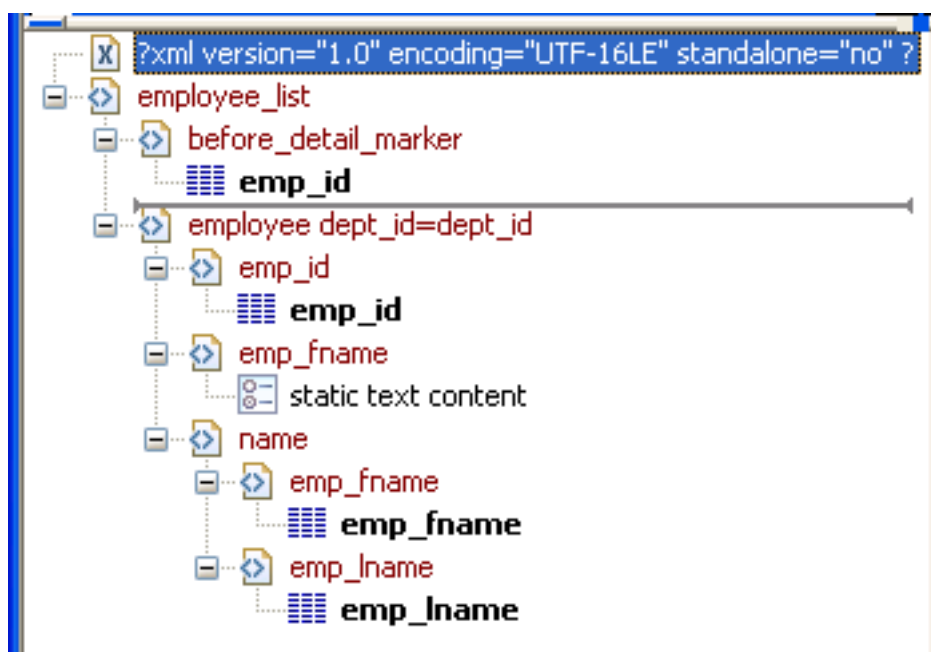 ?xml version="1.0" encoding="UTF-16LE" standalone="no" ?
employee_list
before_detail_marker
emp_id
employee dept_id=dept_id
emp_id
emp_id
emp_fname
static text content
name
emp_fname
emp_fname
emp_lname
emp_lname